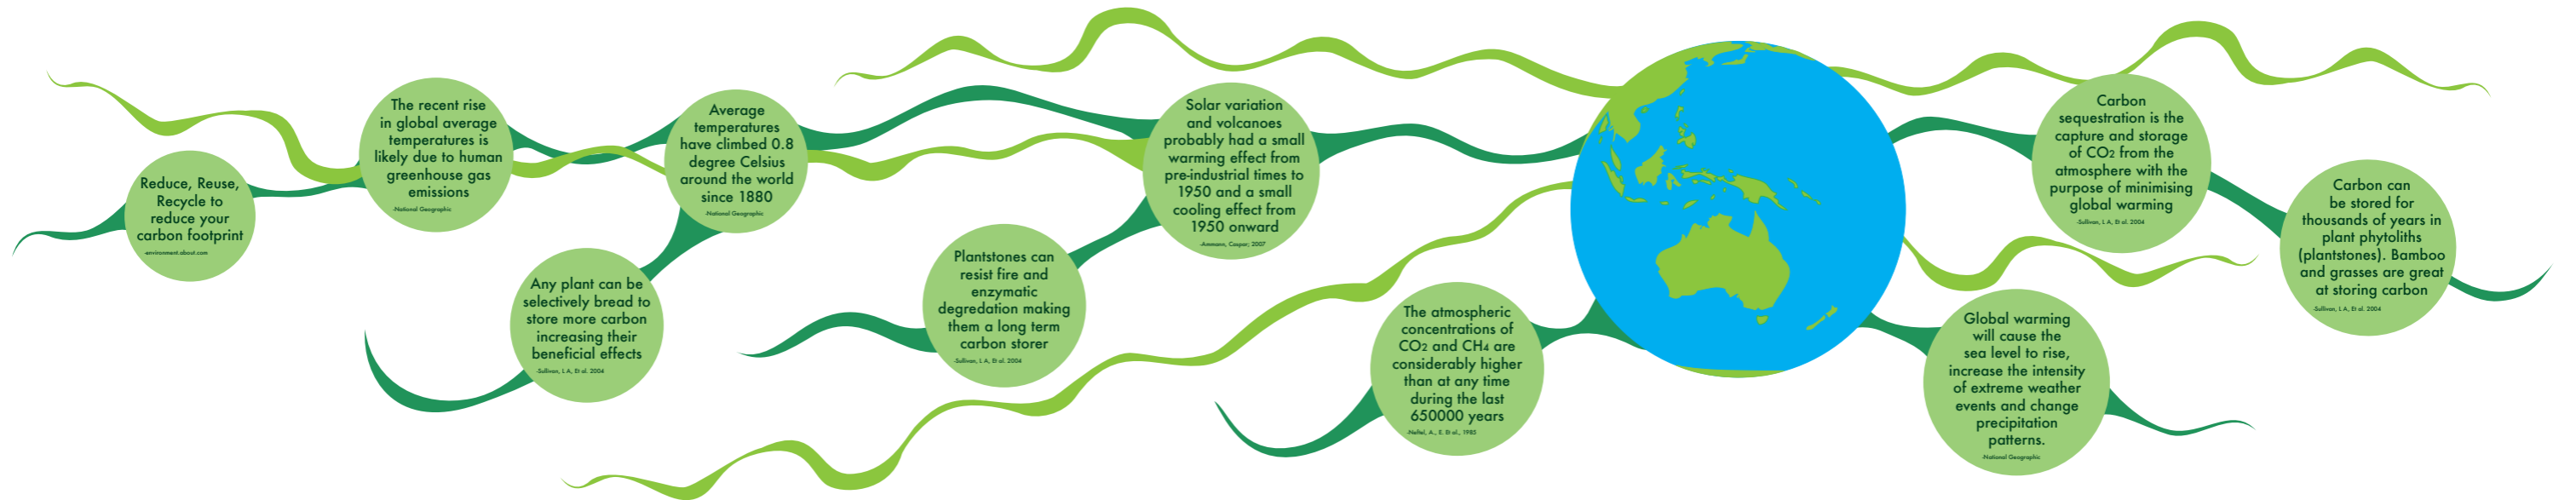 Reduce, Reuse,
Recycle to
reduce your
carbon footprint
-environment.about.com
The recent rise
in global average
temperatures is
likely due to human
greenhouse gas
emissions
-National Geographic
Any plant can be
selectively bread to
store more carbon
increasing their
beneficial effects
-Sullivan, L A, Et al. 2004
Average
temperatures
have climbed 0.8
degree Celsius
around the world
since 1880
-National Geographic
Plantstones can
resist fire and
enzymatic
degredation making
them a long term
carbon storer
-Sullivan, L A, Et al. 2004
Solar variation
and volcanoes
probably had a small
warming effect from
pre-industrial times to
1950 and a small
cooling effect from
1950 onward
-Ammann, Caspar; 2007
The atmospheric
concentrations of
CO2 and CH4 are
considerably higher
than at any time
during the last
650000 years
-Neftel, A., E. Et al., 1985
Carbon
sequestration is the
capture and storage
of CO2 from the
atmosphere with the
purpose of minimising
global warming
-Sullivan, L A, Et al. 2004
Global warming
will cause the
sea level to rise,
increase the intensity
of extreme weather
events and change
precipitation
patterns.
-National Geographic
Carbon can
be stored for
thousands of years in
plant phytoliths
(plantstones). Bamboo
and grasses are great
at storing carbon
-Sullivan, L A, Et al. 2004